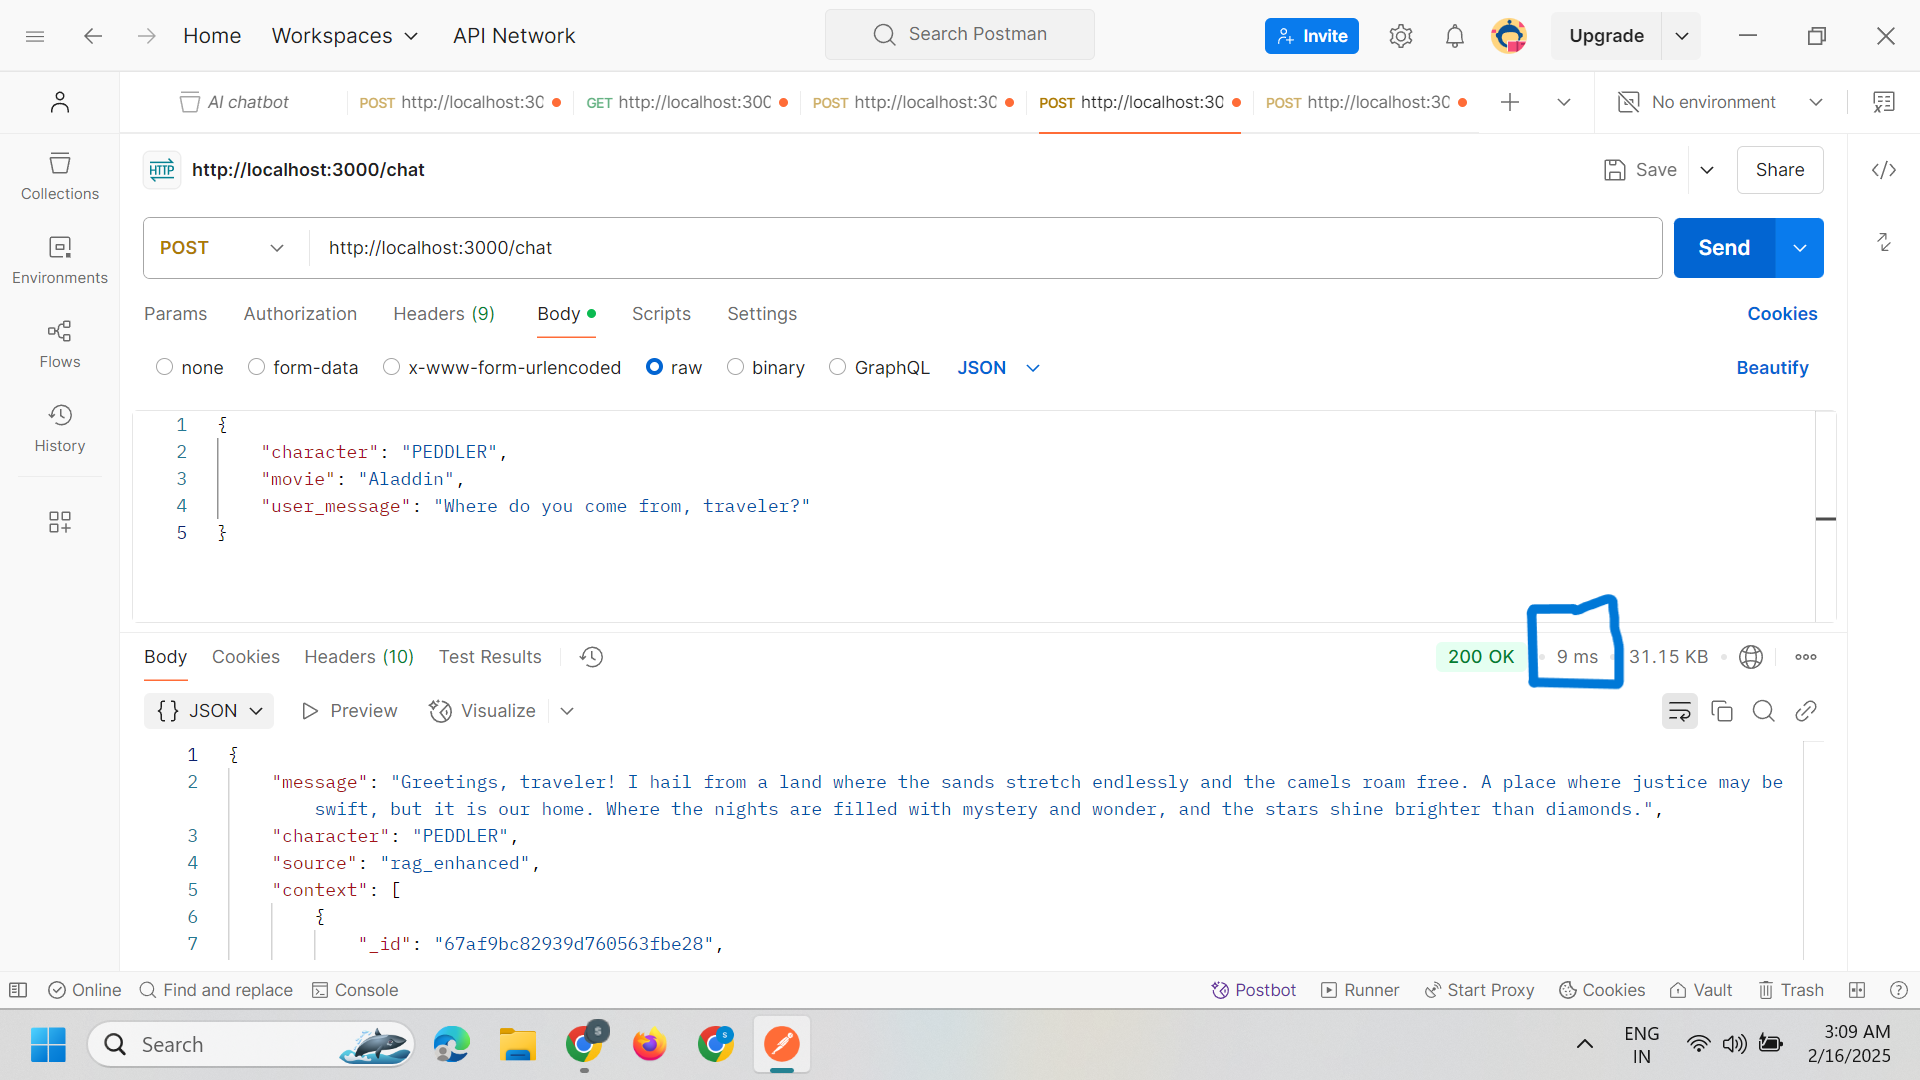 Home Workspaces API Network Search Postman Invite Upgrade
AI chatbot POST http://localhost:30 GET http://localhost:300 POST http://localhost:30 POST http://localhost:30 POST http://localhost:30 No environment
HTTP http://localhost:3000/chat Save Share
Collections
POST http://localhost:3000/chat Send
Environments
Params Authorization Headers (9) Body Scripts Settings Cookies
Flows
none form-data x-www-form-urlencoded raw binary GraphQL JSON Beautify
History
1 {
2 "character": "PEDDLER",
3 "movie": "Aladdin",
4 "user_message": "Where do you come from, traveler?"
5 }
Body Cookies Headers (10) Test Results 200 OK 9 ms 31.15 KB
{} JSON Preview Visualize
1 {
2 "message": "Greetings, traveler! I hail from a land where the sands stretch endlessly and the camels roam free. A place where justice may be
swift, but it is our home. Where the nights are filled with mystery and wonder, and the stars shine brighter than diamonds.",
3 "character": "PEDDLER",
4 "source": "rag_enhanced",
5 "context": [
6 {
7 "_id": "67af9bc82939d760563fbe28",
Online Find and replace Console Postbot Runner Start Proxy Cookies Vault Trash
Search ENG 3:09 AM
IN 2/16/2025